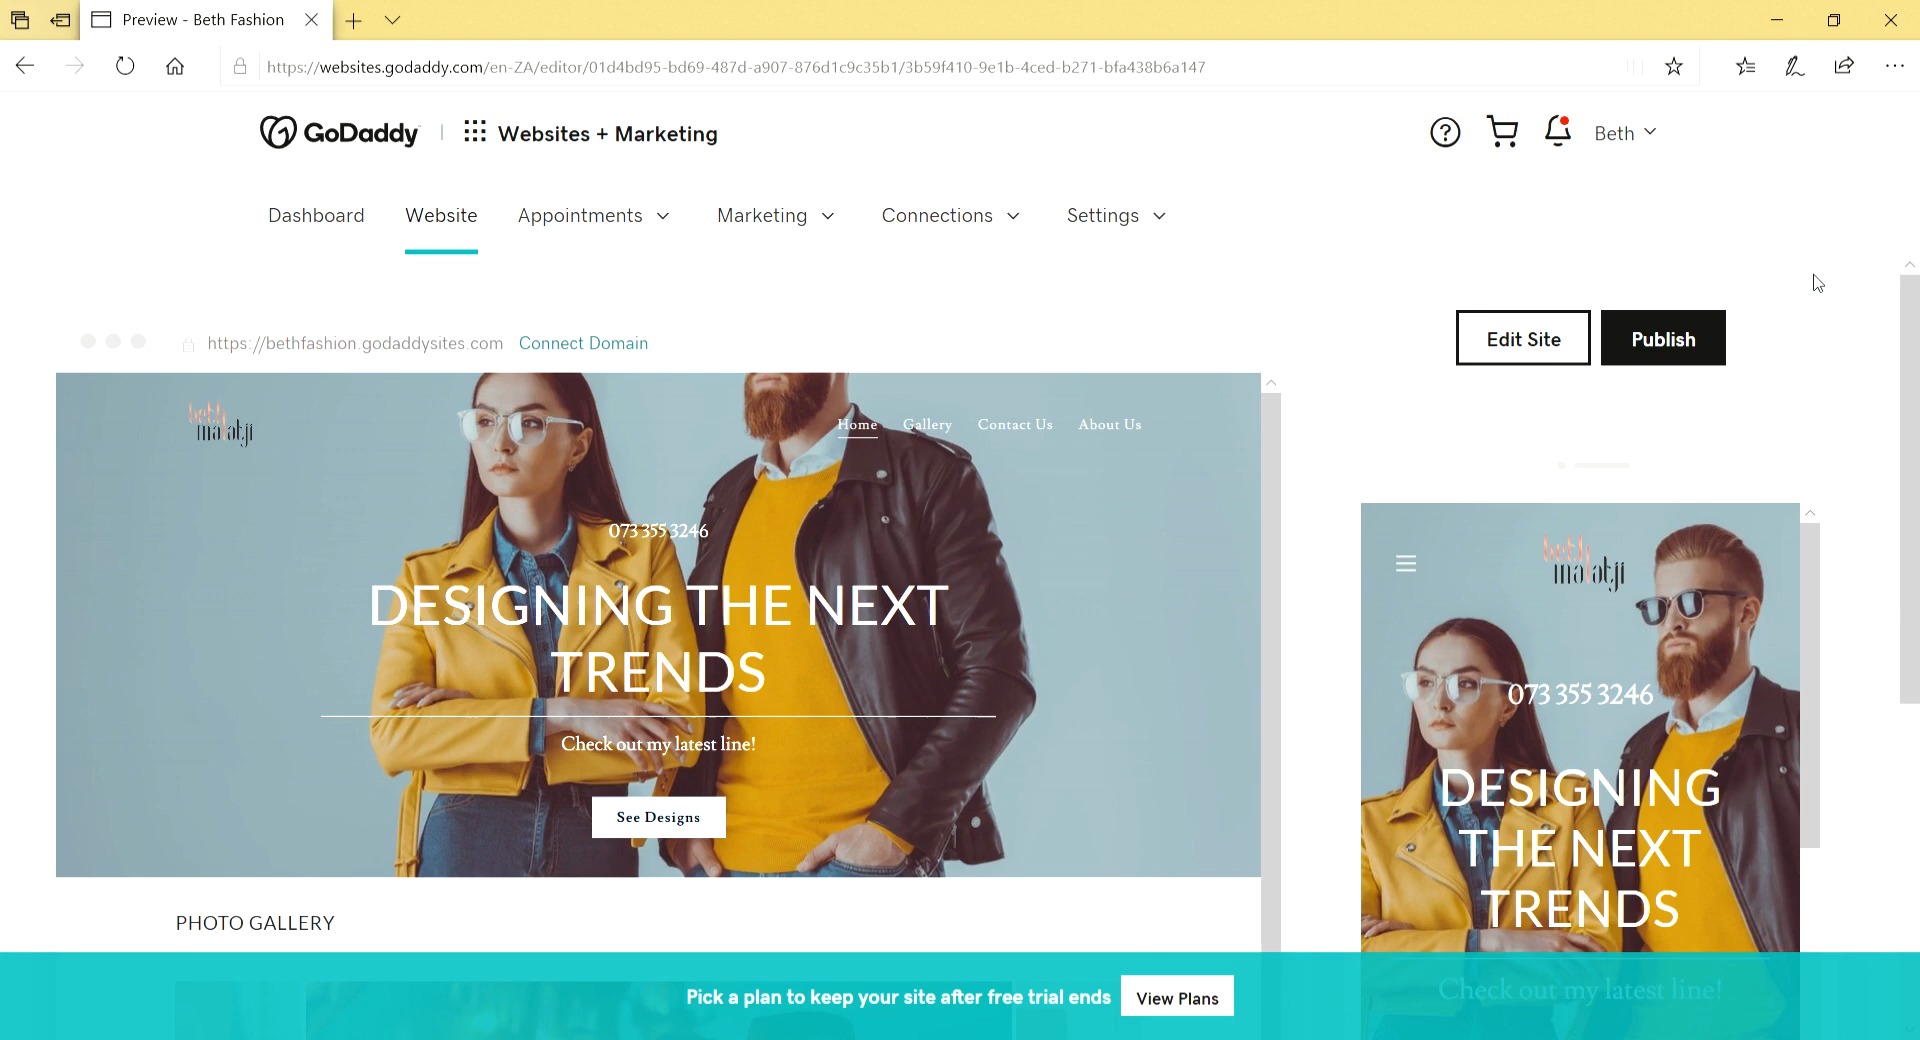 Preview - Beth Fashion
https://websites.godaddy.com/en-ZA/editor/01d4bd95-bd69-487d-a907-876d1c9c35b1/3b59f410-9e1b-4ced-b271-bfa438b6a147
GoDaddy Websites + Marketing
Beth
Dashboard Website Appointments Marketing Connections Settings
https://bethfashion.godaddysites.com Connect Domain
Edit Site Publish
beth
malatji
Home Gallery Contact Us About Us
073 355 3246
DESIGNING THE NEXT
TRENDS
Check out my latest line!
See Designs
PHOTO GALLERY
beth
malatji
073 355 3246
DESIGNING
THE NEXT
TRENDS
Check out my latest line!
Pick a plan to keep your site after free trial ends View Plans